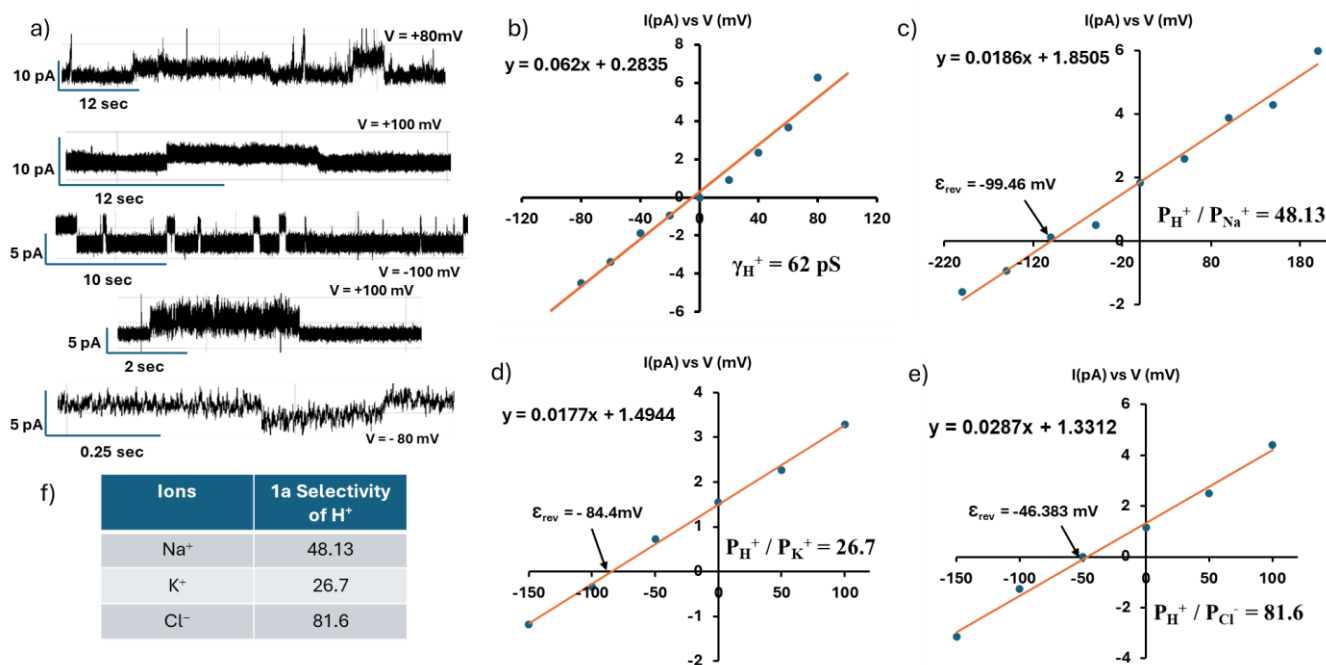 a)
V = +80mV
10 pA
12 sec
V = +100 mV
10 pA
12 sec
5 pA
10 sec
V = -100 mV
V = +100 mV
5 pA
2 sec
5 pA
0.25 sec
V = - 80 mV
b)
I(pA) vs V (mV)
y = 0.062x + 0.2835
8
6
4
2
0
-2
-4
-6
-120 -80 -40 0 40 80 120
γH⁺ = 62 pS
c)
I(pA) vs V (mV)
y = 0.0186x + 1.8505
6
4
2
0
-2
-220 -120 -20 80 180
Ɛrev = -99.46 mV
PH⁺ / PNa⁺ = 48.13
d)
I(pA) vs V (mV)
y = 0.0177x + 1.4944
4
3
2
1
0
-1
-2
-150 -100 -50 0 50 100
Ɛrev = - 84.4mV
PH⁺ / PK⁺ = 26.7
e)
I(pA) vs V (mV)
y = 0.0287x + 1.3312
6
4
2
0
-2
-4
-150 -100 -50 0 50 100
Ɛrev = -46.383 mV
PH⁺ / PCl⁻ = 81.6
f)
Ions 1a Selectivity of H⁺
Na⁺ 48.13
K⁺ 26.7
Cl⁻ 81.6